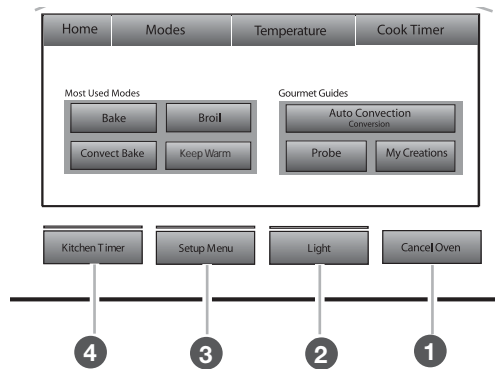 Home Modes Temperature Cook Timer
Most Used Modes Gourmet Guides
Bake Broil Auto Convection
Conversion
Convect Bake Keep Warm Probe My Creations
Kitchen Timer Setup Menu Light Cancel Oven
4 3 2 1